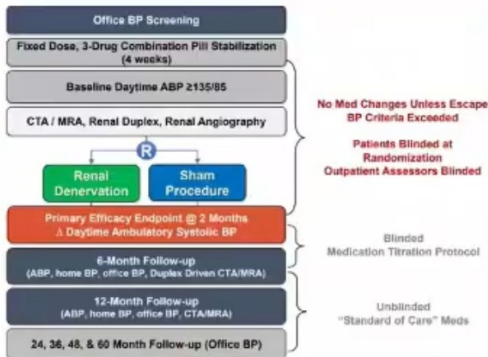 Office BP Screening
Fixed Dose, 3-Drug Combination Pill Stabilization
(4 weeks)
Baseline Daytime ABP ≥135/85
CTA / MRA, Renal Duplex, Renal Angiography
R
Renal
Denervation
Sham
Procedure
Primary Efficacy Endpoint @ 2 Months
Δ Daytime Ambulatory Systolic BP
6-Month Follow-up
(ABP, home BP, office BP, Duplex Driven CTA/MRA)
12-Month Follow-up
(ABP, home BP, office BP, CTA/MRA)
24, 36, 48, & 60 Month Follow-up (Office BP)
No Med Changes Unless Escape
BP Criteria Exceeded
Patients Blinded at
Randomization
Outpatient Assessors Blinded
Blinded
Medication Titration Protocol
Unblinded
"Standard of Care" Meds